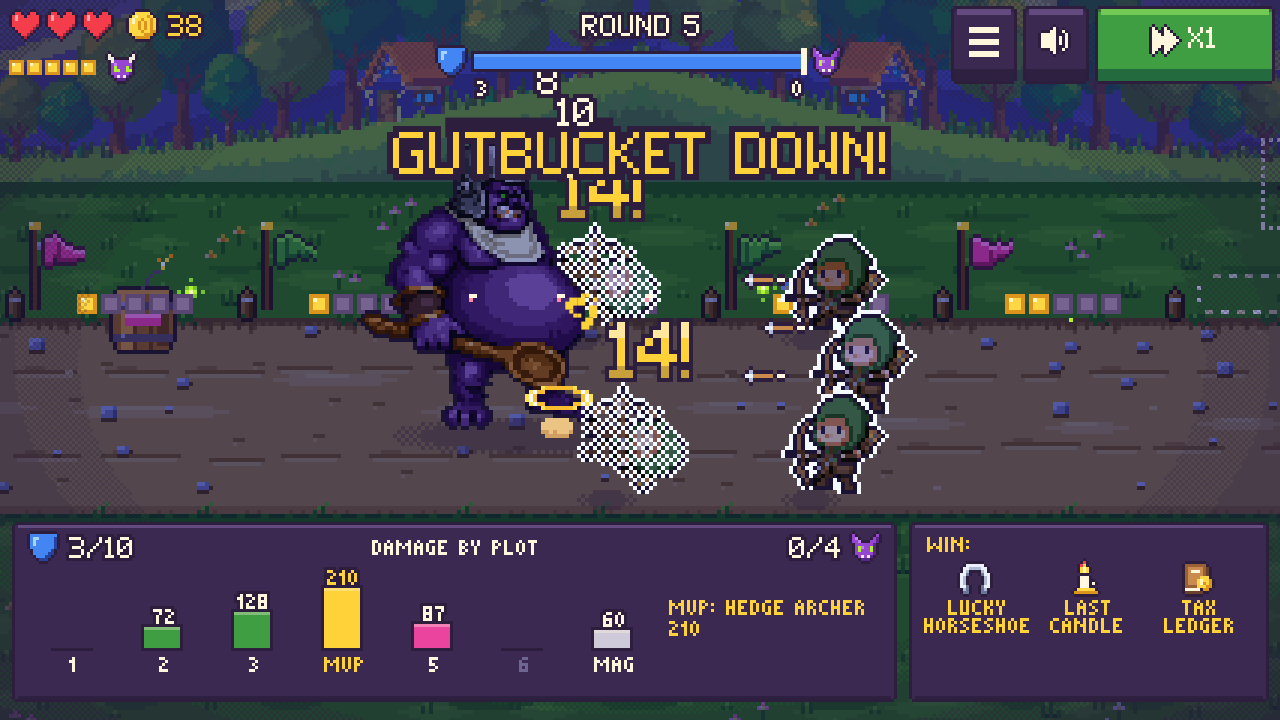 38
ROUND 5
X1
3
0
8
10
GUTBUCKET DOWN!
14!
14!
3/10
DAMAGE BY PLOT
0/4
72
128
210
87
60
1
2
3
MVP
5
6
MAG
MVP: HEDGE ARCHER
210
WIN:
LUCKY
HORSESHOE
LAST
CANDLE
TAX
LEDGER